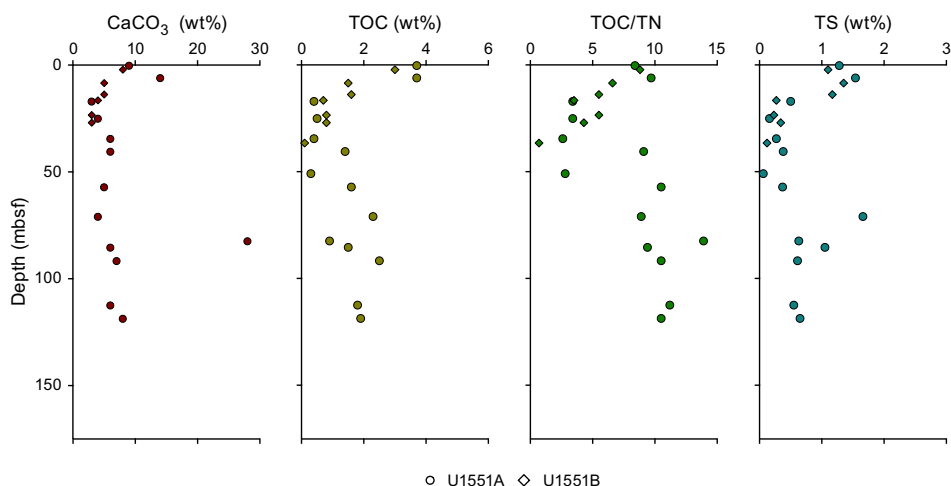 CaCO3 (wt%) TOC (wt%) TOC/TN TS (wt%)
0 10 20 30 0 2 4 6 0 5 10 15 0 1 2 3
0
50
100
150
Depth (mbsf)
U1551A U1551B